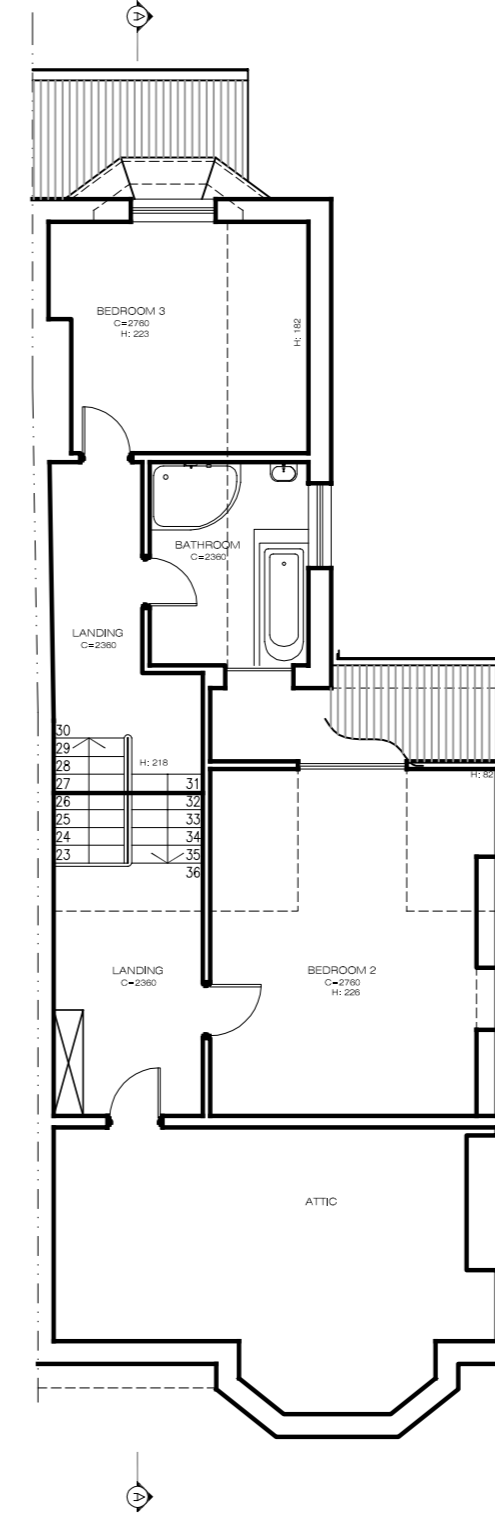 A
BEDROOM 3
C=2760
H: 223
H: 182
BATHROOM
C=2360
LANDING
C=2360
30
29
28
27
26
25
24
23
H: 218
31
32
33
34
35
36
H: 82
LANDING
C=2360
BEDROOM 2
C=2760
H: 226
ATTIC
A